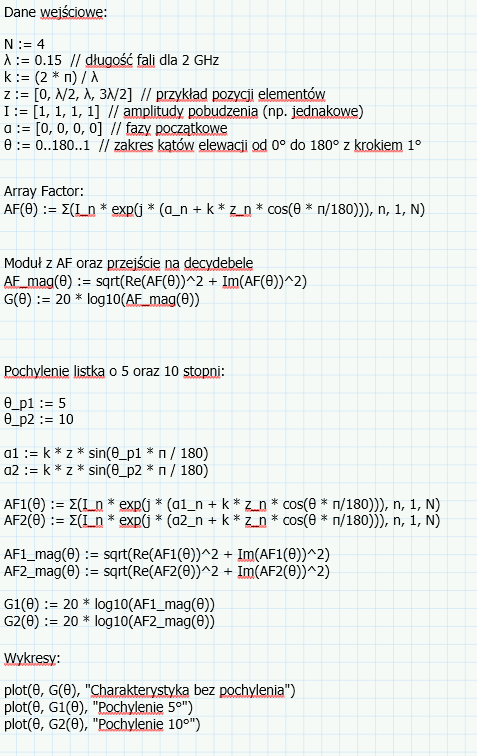 Dane wejściowe:
N := 4
λ := 0.15 // długość fali dla 2 GHz
k := (2 * π) / λ
z := [0, λ/2, λ, 3λ/2] // przykład pozycji elementów
I := [1, 1, 1, 1] // amplitudy pobudzenia (np. jednakowe)
α := [0, 0, 0, 0] // fazy początkowe
θ := 0..180..1 // zakres kątów elewacji od 0° do 180° z krokiem 1°
Array Factor:
AF(θ) := Σ(I_n * exp(j * (α_n + k * z_n * cos(θ * π/180))), n, 1, N)
Moduł z AF oraz przejście na decydebele
AF_mag(θ) := sqrt(Re(AF(θ))^2 + Im(AF(θ))^2)
G(θ) := 20 * log10(AF_mag(θ))
Pochylenie listka o 5 oraz 10 stopni:
θ_p1 := 5
θ_p2 := 10
α1 := k * z * sin(θ_p1 * π / 180)
α2 := k * z * sin(θ_p2 * π / 180)
AF1(θ) := Σ(I_n * exp(j * (α1_n + k * z_n * cos(θ * π/180))), n, 1, N)
AF2(θ) := Σ(I_n * exp(j * (α2_n + k * z_n * cos(θ * π/180))), n, 1, N)
AF1_mag(θ) := sqrt(Re(AF1(θ))^2 + Im(AF1(θ))^2)
AF2_mag(θ) := sqrt(Re(AF2(θ))^2 + Im(AF2(θ))^2)
G1(θ) := 20 * log10(AF1_mag(θ))
G2(θ) := 20 * log10(AF2_mag(θ))
Wykresy:
plot(θ, G(θ), "Charakterystyka bez pochylenia")
plot(θ, G1(θ), "Pochylenie 5°")
plot(θ, G2(θ), "Pochylenie 10°")